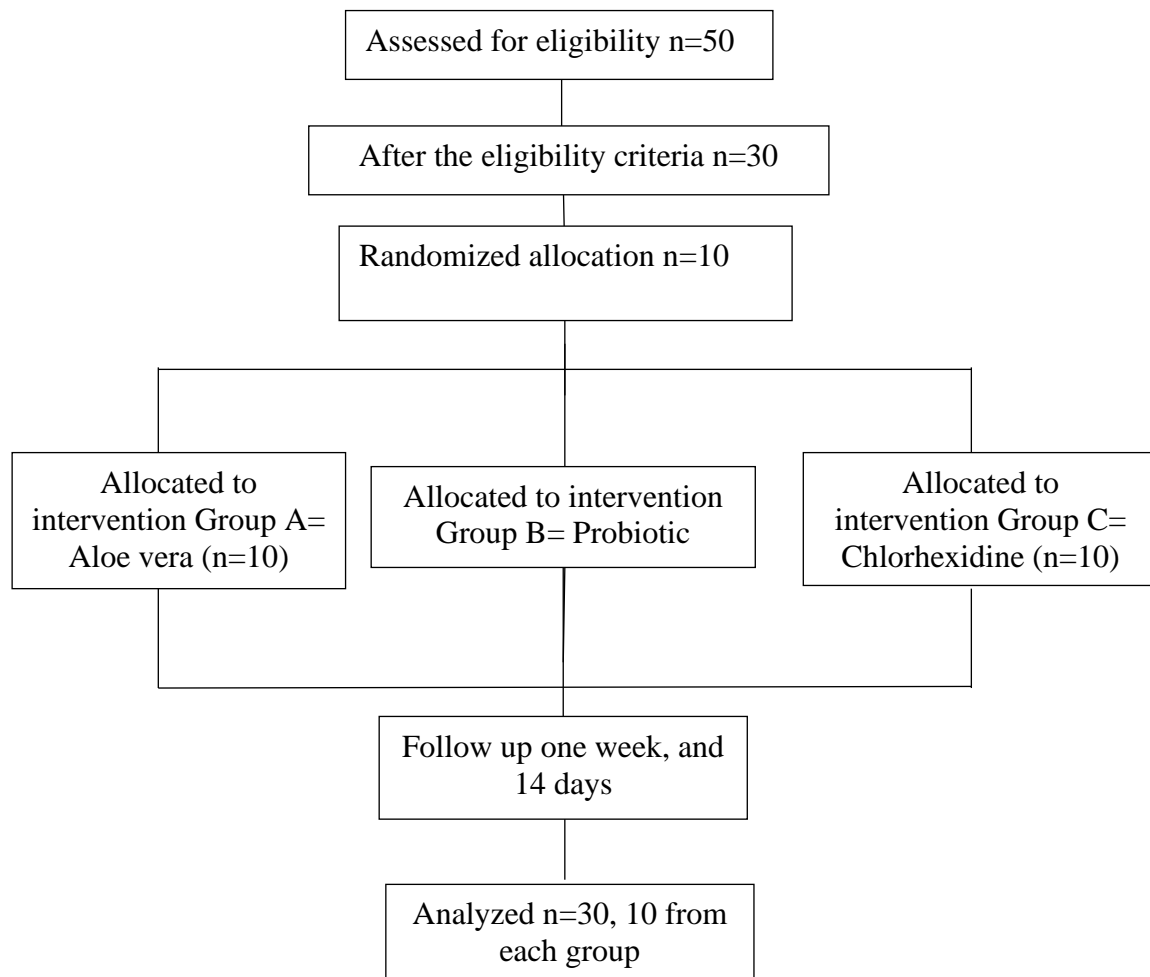 Assessed for eligibility n=50
After the eligibility criteria n=30
Randomized allocation n=10
Allocated to
intervention Group A=
Aloe vera (n=10)
Allocated to intervention
Group B= Probiotic
Allocated to
intervention Group C=
Chlorhexidine (n=10)
Follow up one week, and
14 days
Analyzed n=30, 10 from
each group